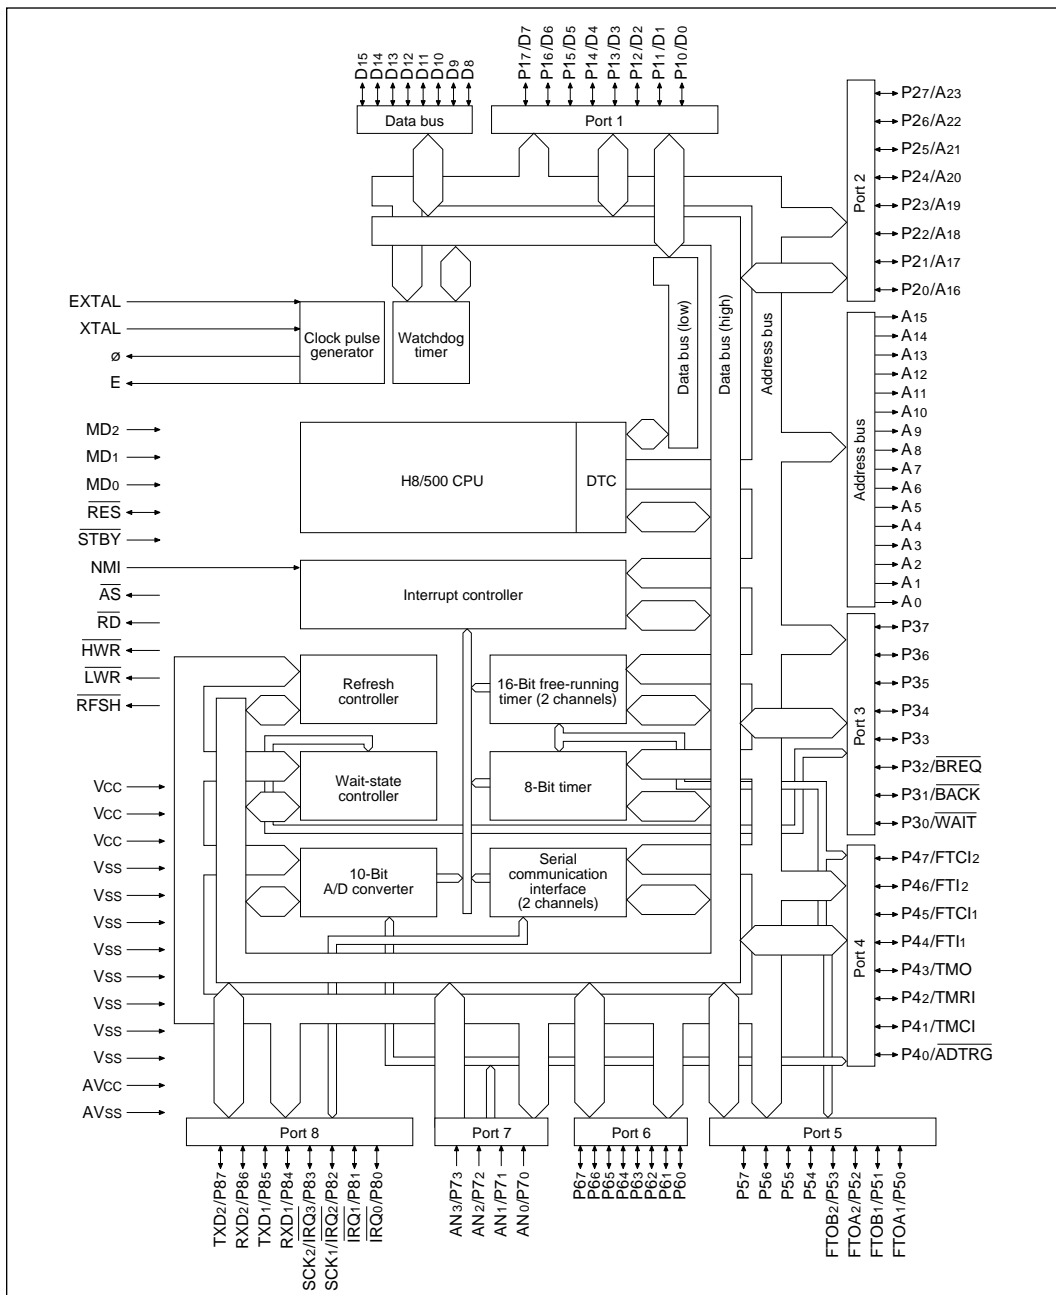 D15
D14
D13
D12
D11
D10
D9
D8
P17/D7
P16/D6
P15/D5
P14/D4
P13/D3
P12/D2
P11/D1
P10/D0
Data bus
Port 1
Port 2
P27/A23
P26/A22
P25/A21
P24/A20
P23/A19
P22/A18
P21/A17
P20/A16
EXTAL
XTAL
ø
E
Clock pulse
generator
Watchdog
timer
Data bus (low)
Data bus (high)
Address bus
Address bus
A15
A14
A13
A12
A11
A10
A9
A8
A7
A6
A5
A4
A3
A2
A1
A0
MD2
MD1
MD0
RES
STBY
NMI
AS
RD
HWR
LWR
RFSH
H8/500 CPU
DTC
Interrupt controller
Refresh
controller
16-Bit free-running
timer (2 channels)
Wait-state
controller
8-Bit timer
10-Bit
A/D converter
Serial
communication
interface
(2 channels)
Port 3
P37
P36
P35
P34
P33
P32/BREQ
P31/BACK
P30/WAIT
VCC
VCC
VCC
VSS
VSS
VSS
VSS
VSS
VSS
VSS
VSS
AVCC
AVSS
Port 4
P47/FTCI2
P46/FTI2
P45/FTCI1
P44/FTI1
P43/TMO
P42/TMRI
P41/TMCI
P40/ADTRG
Port 8
Port 7
Port 6
Port 5
TXD2/P87
RXD2/P86
TXD1/P85
RXD1/P84
SCK2/IRQ3/P83
SCK1/IRQ2/P82
IRQ1/P81
IRQ0/P80
AN3/P73
AN2/P72
AN1/P71
AN0/P70
P67
P66
P65
P64
P63
P62
P61
P60
P57
P56
P55
P54
FTOB2/P53
FTOA2/P52
FTOB1/P51
FTOA1/P50